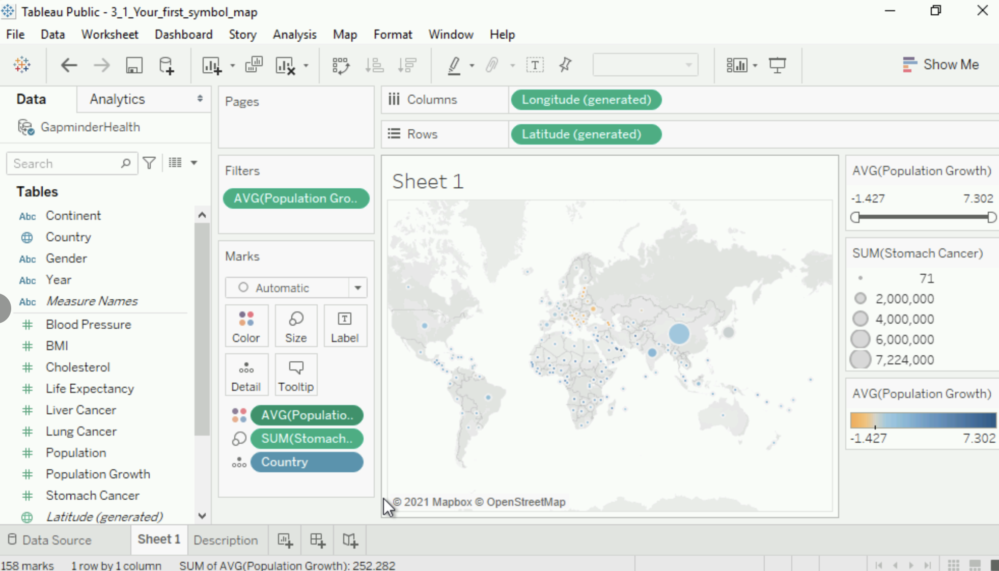 Tableau Public - 3_1_Your_first_symbol_map
File Data Worksheet Dashboard Story Analysis Map Format Window Help
Show Me
Data Analytics
GapminderHealth
Search
Tables
Abc Continent
Country
Abc Gender
Abc Year
Abc Measure Names
Blood Pressure
BMI
Cholesterol
Life Expectancy
Liver Cancer
Lung Cancer
Population
Population Growth
Stomach Cancer
Latitude (generated)
Pages
Filters
AVG(Population Gro..
Marks
Automatic
Color Size Label
Detail Tooltip
AVG(Populatio..
SUM(Stomach..
Country
Columns Longitude (generated)
Rows Latitude (generated)
Sheet 1
© 2021 Mapbox © OpenStreetMap
AVG(Population Growth)
-1.427 7.302
SUM(Stomach Cancer)
71
2,000,000
4,000,000
6,000,000
7,224,000
AVG(Population Growth)
-1.427 7.302
Data Source Sheet 1 Description
158 marks 1 row by 1 column SUM of AVG(Population Growth): 252.282